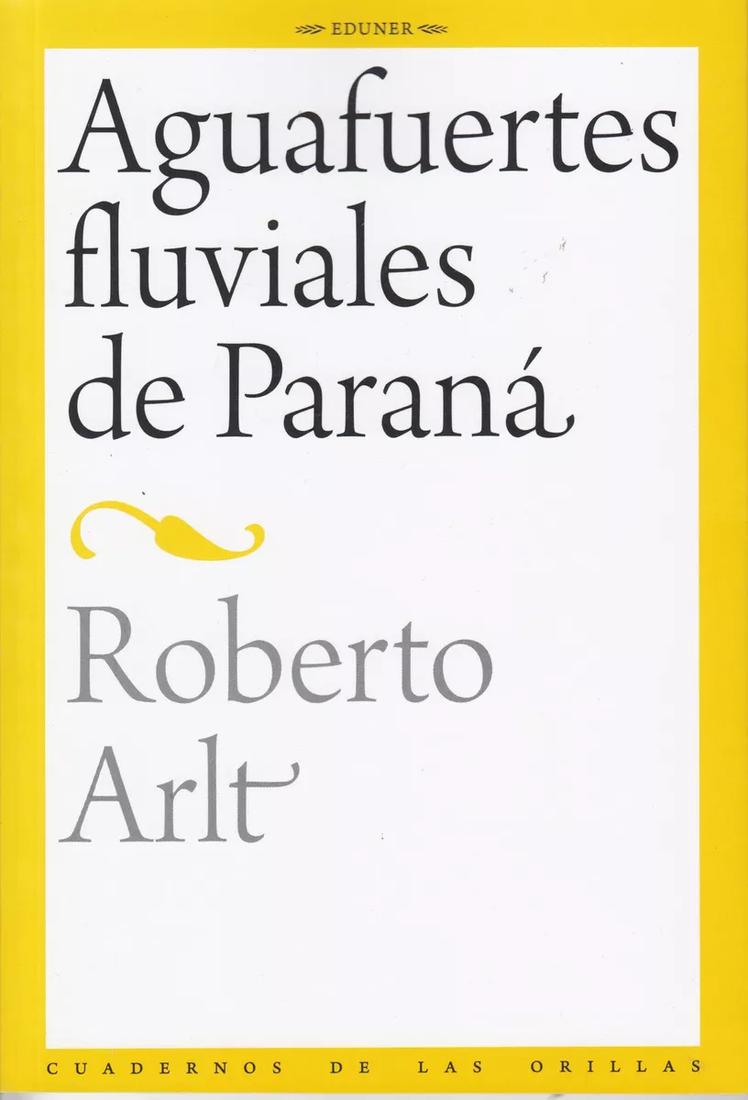 EDUNER
Aguafuertes
fluviales
de Paraná
Roberto
Arlt
CUADERNOS DE LAS ORILLAS